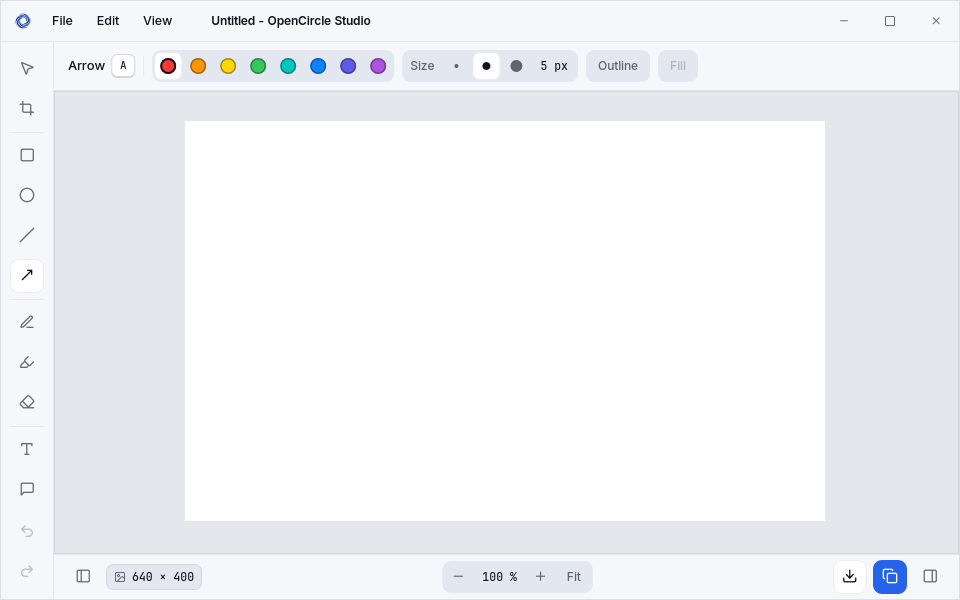 File Edit View Untitled - OpenCircle Studio
Arrow A Size 5 px Outline Fill
640 × 400 100 % Fit